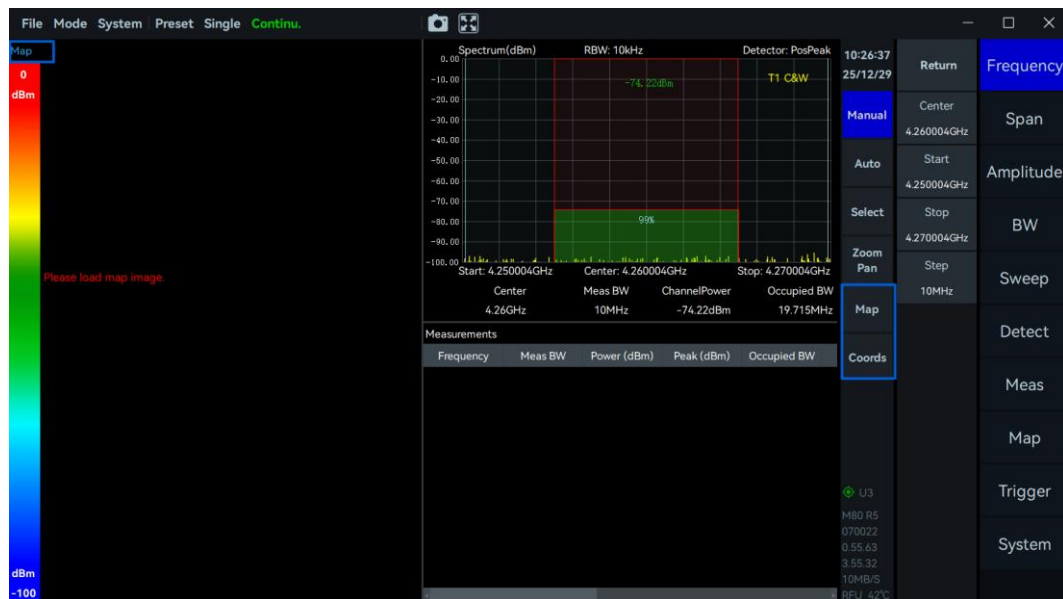 File Mode System Preset Single Continu.
Map
0
dBm
Please load map image.
dBm
-100
Spectrum(dBm) RBW: 10kHz Detector: PosPeak
T1 C&W
-74.22dBm
99%
0.00
-10.00
-20.00
-30.00
-40.00
-50.00
-60.00
-70.00
-80.00
-90.00
-100.00
Start: 4.250004GHz Center: 4.260004GHz Stop: 4.270004GHz
Center Meas BW ChannelPower Occupied BW
4.26GHz 10MHz -74.22dBm 19.715MHz
Measurements
Frequency Meas BW Power (dBm) Peak (dBm) Occupied BW
10:26:37
25/12/29
Manual
Auto
Select
Zoom
Pan
Map
Coords
U3
M80 R5
070022
0.55.63
3.55.32
10MB/S
RFU 42℃
Return
Center
4.260004GHz
Start
4.250004GHz
Stop
4.270004GHz
Step
10MHz
Frequency
Span
Amplitude
BW
Sweep
Detect
Meas
Map
Trigger
System